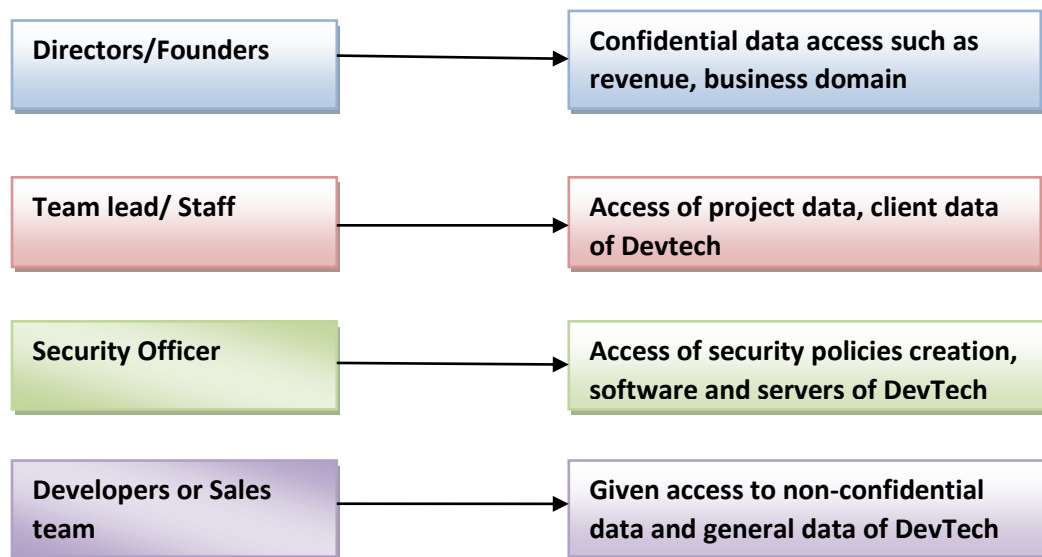 Directors/Founders
Confidential data access such as
revenue, business domain
Team lead/ Staff
Access of project data, client data
of Devtech
Security Officer
Access of security policies creation,
software and servers of DevTech
Developers or Sales
team
Given access to non-confidential
data and general data of DevTech